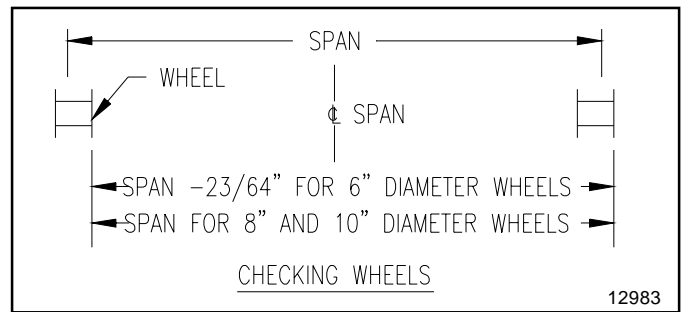 SPAN
WHEEL
℄ SPAN
SPAN -23/64" FOR 6" DIAMETER WHEELS
SPAN FOR 8" AND 10" DIAMETER WHEELS
CHECKING WHEELS
12983